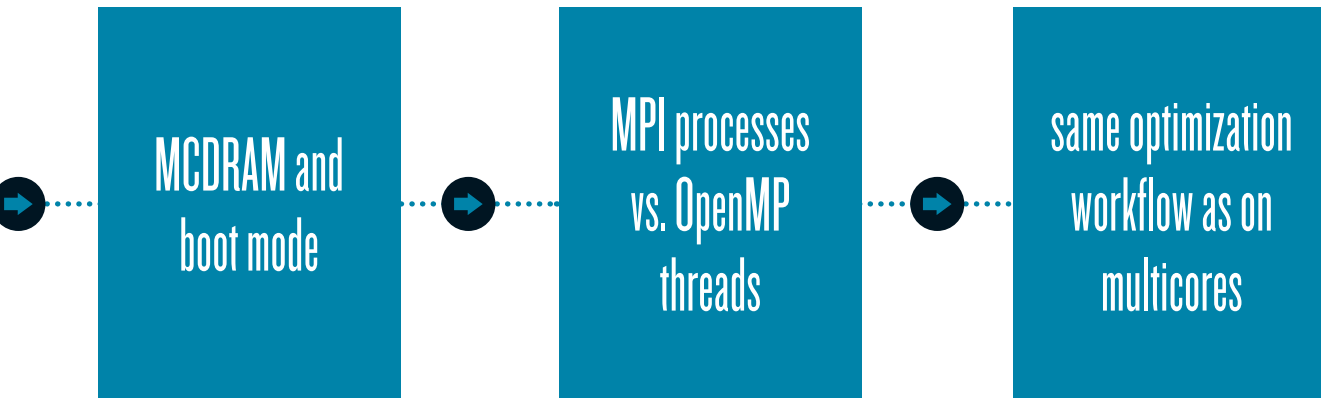 MCDRAM and
boot mode
MPI processes
vs. OpenMP
threads
same optimization
workflow as on
multicores